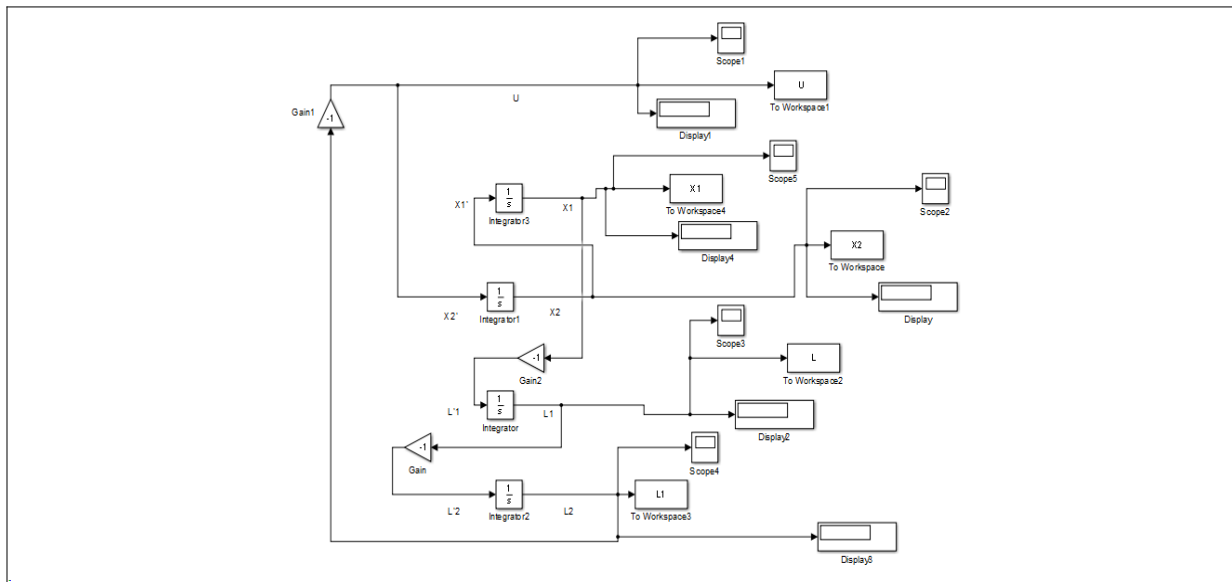 Scope1
U
To Workspace1
Gain1
-1
U
Display1
Scope5
X1'
1
s
Integrator3
X1
X1
To Workspace4
Display4
Scope2
X2
To Workspace
X2'
1
s
Integrator1
X2
Display
Scope3
-1
Gain2
L
To Workspace2
L'1
1
s
Integrator
L1
Display2
-1
Gain
Scope4
L'2
1
s
Integrator2
L2
L1
To Workspace3
Display3